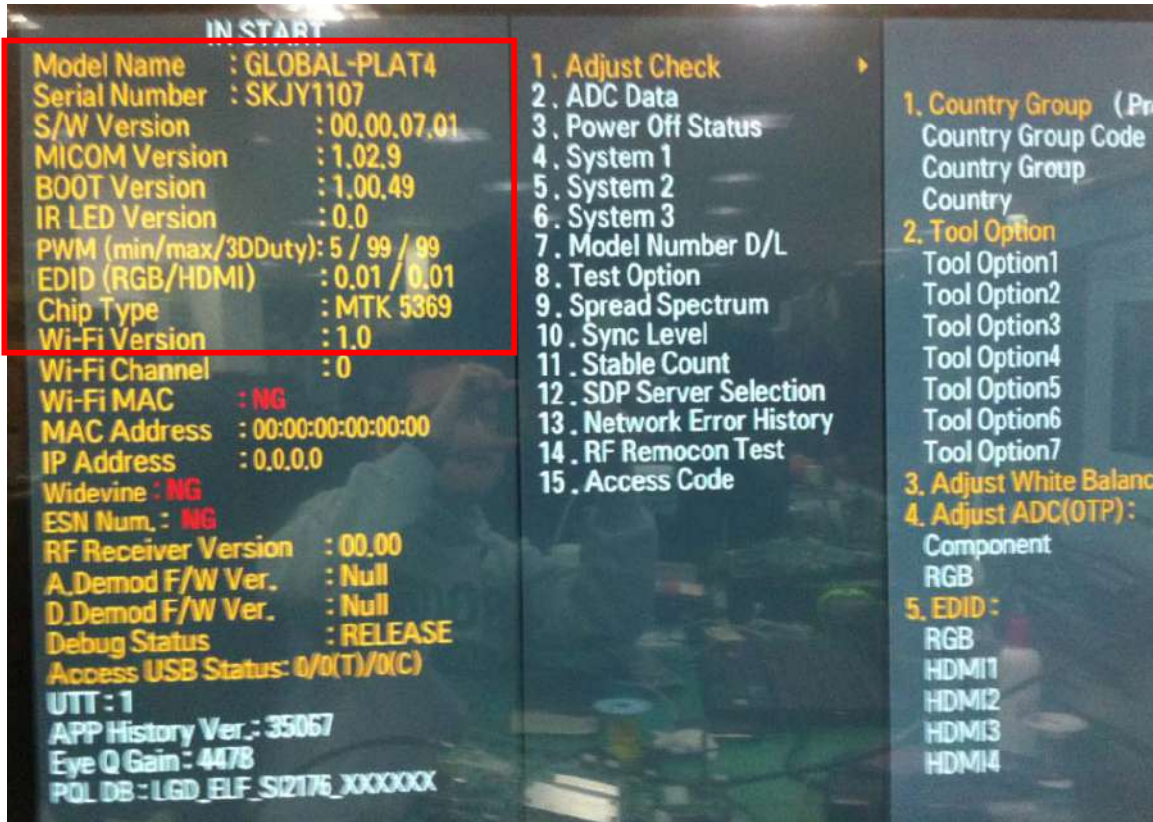 IN START
Model Name : GLOBAL-PLAT4
Serial Number : SKJY1107
S/W Version : 00.00.07.01
MICOM Version : 1.02.9
BOOT Version : 1.00.49
IR LED Version : 0.0
PWM (min/max/3DDuty): 5 / 99 / 99
EDID (RGB/HDMI) : 0.01 / 0.01
Chip Type : MTK 5369
Wi-Fi Version : 1.0
Wi-Fi Channel : 0
Wi-Fi MAC : NG
MAC Address : 00:00:00:00:00:00
IP Address : 0.0.0.0
Widevine : NG
ESN Num. : NG
RF Receiver Version : 00.00
A.Demod F/W Ver. : Null
D.Demod F/W Ver. : Null
Debug Status : RELEASE
Access USB Status: 0/0(T)/0(C)
UTT : 1
APP History Ver.: 35067
Eye Q Gain : 4478
POL DB : LGD_ELF_SI2176_XXXXXX
1. Adjust Check
2. ADC Data
3. Power Off Status
4. System 1
5. System 2
6. System 3
7. Model Number D/L
8. Test Option
9. Spread Spectrum
10. Sync Level
11. Stable Count
12. SDP Server Selection
13. Network Error History
14. RF Remocon Test
15. Access Code
1. Country Group (Pr
Country Group Code
Country Group
Country
2. Tool Option
Tool Option1
Tool Option2
Tool Option3
Tool Option4
Tool Option5
Tool Option6
Tool Option7
3. Adjust White Balanc
4. Adjust ADC(OTP) :
Component
RGB
5. EDID :
RGB
HDMI1
HDMI2
HDMI3
HDMI4